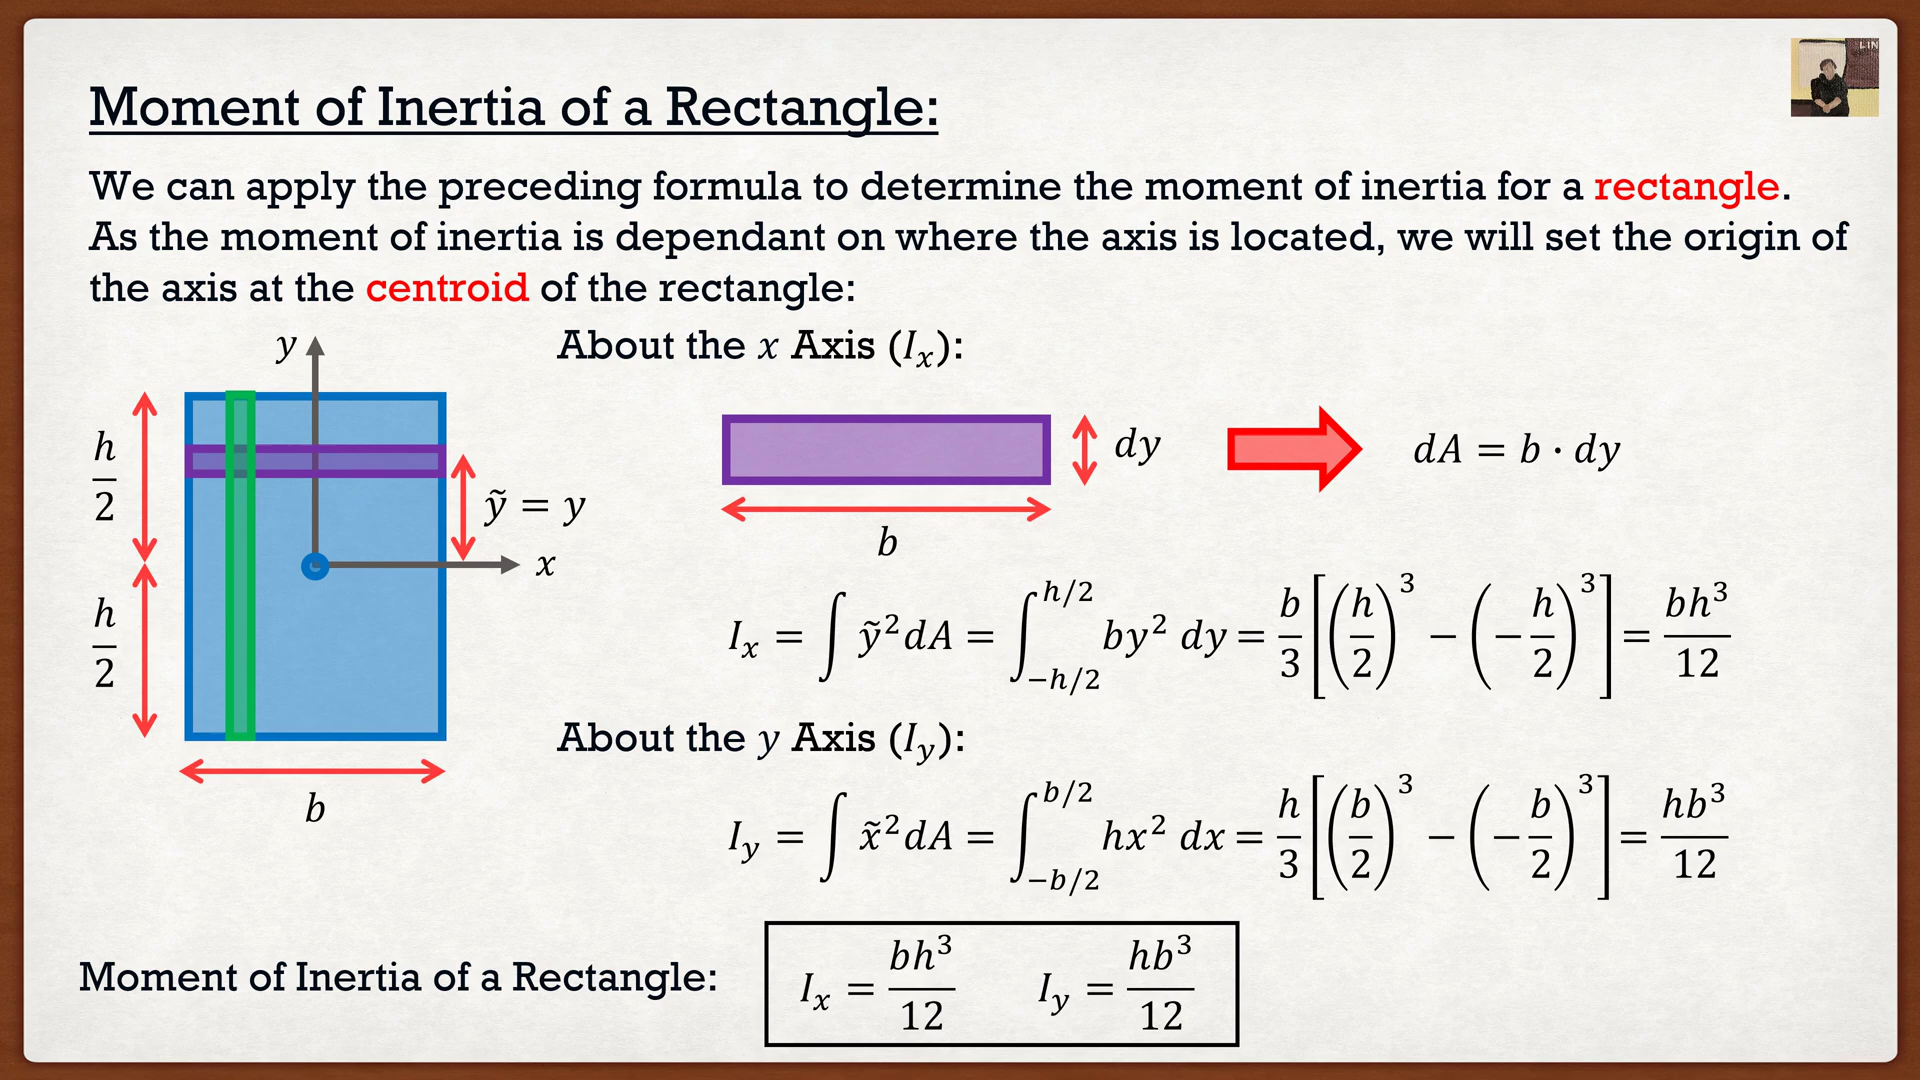 LIN
Moment of Inertia of a Rectangle:
We can apply the preceding formula to determine the moment of inertia for a rectangle.
As the moment of inertia is dependant on where the axis is located, we will set the origin of
the axis at the centroid of the rectangle:
y
h/2
h/2
ỹ = y
x
b
About the x Axis (Iₓ):
dy
b
dA = b · dy
Iₓ = ∫ ỹ² dA = ∫_{−h/2}^{h/2} by² dy = b/3 [(h/2)³ − (−h/2)³] = bh³/12
About the y Axis (I_y):
I_y = ∫ x̃² dA = ∫_{−b/2}^{b/2} hx² dx = h/3 [(b/2)³ − (−b/2)³] = hb³/12
Moment of Inertia of a Rectangle:
Iₓ = bh³/12 I_y = hb³/12